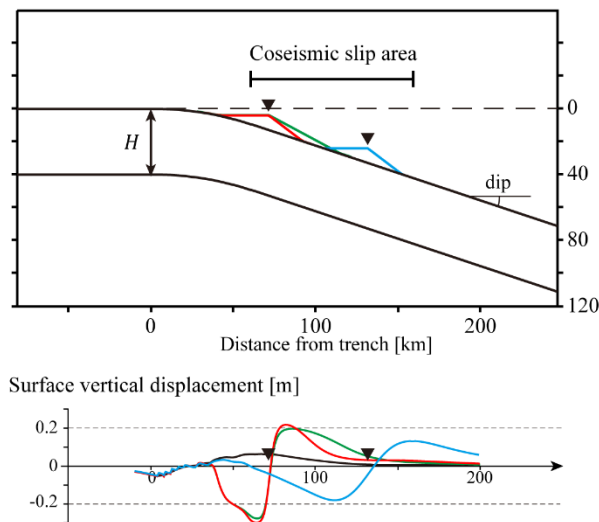 Coseismic slip area
0
H
40
dip
80
120
0
100
200
Distance from trench [km]
Surface vertical displacement [m]
0.2
0
0
100
200
-0.2